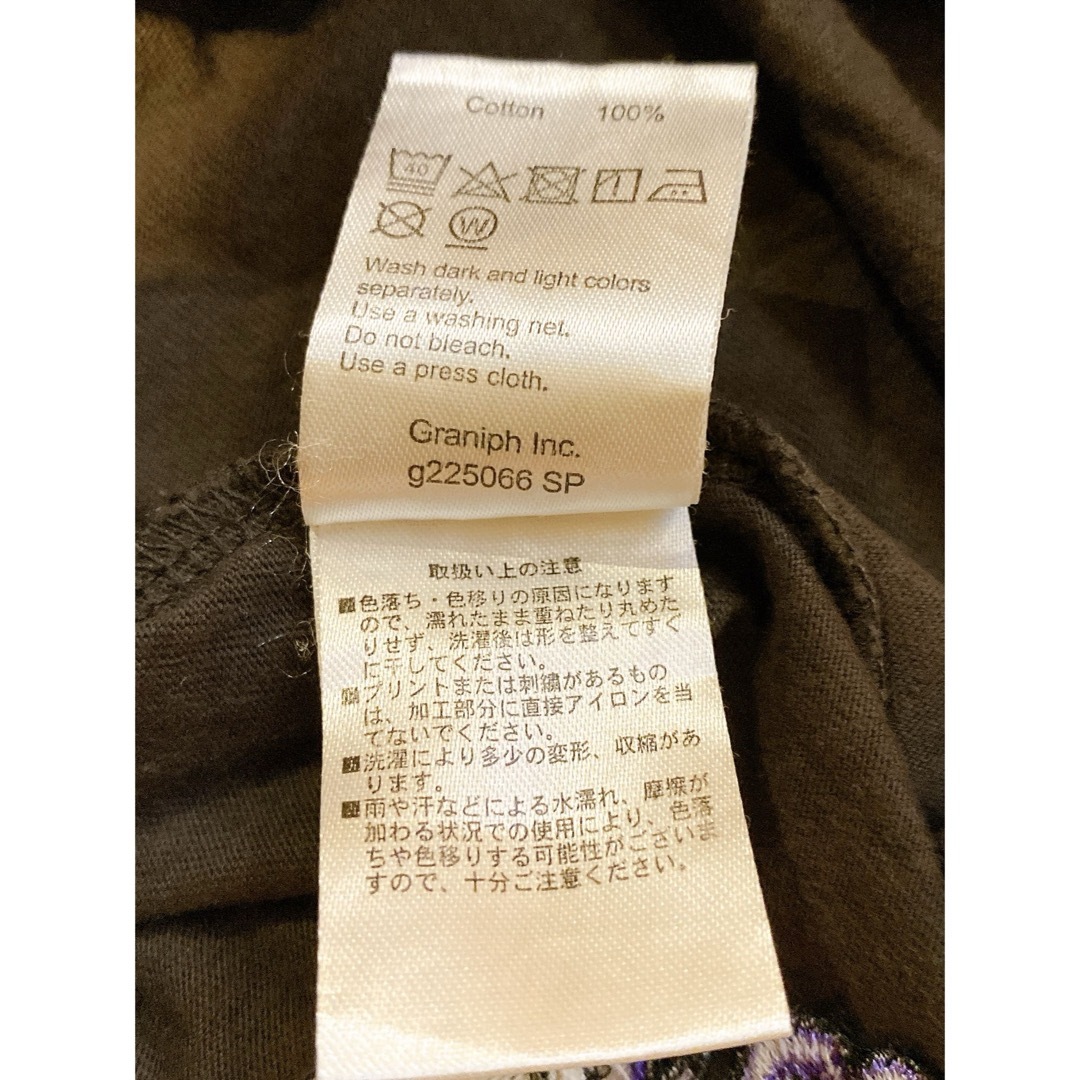 Cotton 100%
40
W
Wash dark and light colors
separately.
Use a washing net.
Do not bleach.
Use a press cloth.
Graniph Inc.
g225066 SP
取扱い上の注意
色落ち・色移りの原因になります
ので、濡れたまま重ねたり丸めた
りせず、洗濯後は形を整えてすぐ
に干してください。
プリントまたは刺繍があるもの
は、加工部分に直接アイロンを当
てないでください。
洗濯により多少の変形、収縮があ
ります。
雨や汗などによる水濡れ、摩擦が
加わる状況での使用により、色落
ちや色移りする可能性がございま
すので、十分ご注意ください。